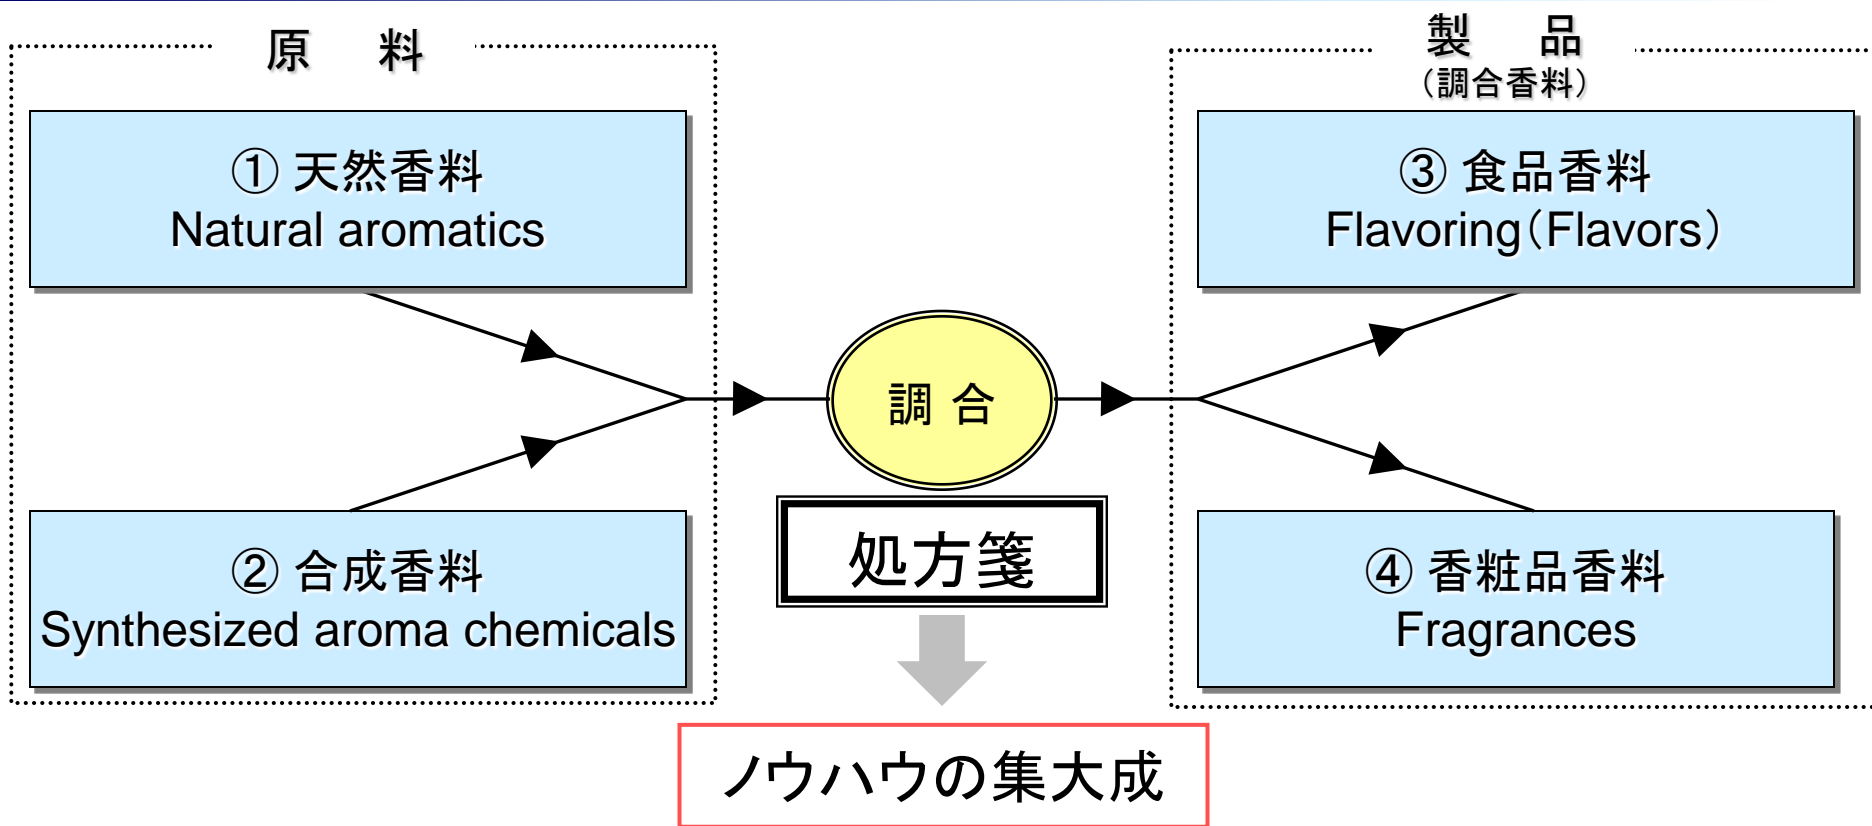 原 料
① 天然香料
Natural aromatics
② 合成香料
Synthesized aroma chemicals
調 合
処方箋
ノウハウの集大成
製 品
（調合香料）
③ 食品香料
Flavoring（Flavors）
④ 香粧品香料
Fragrances